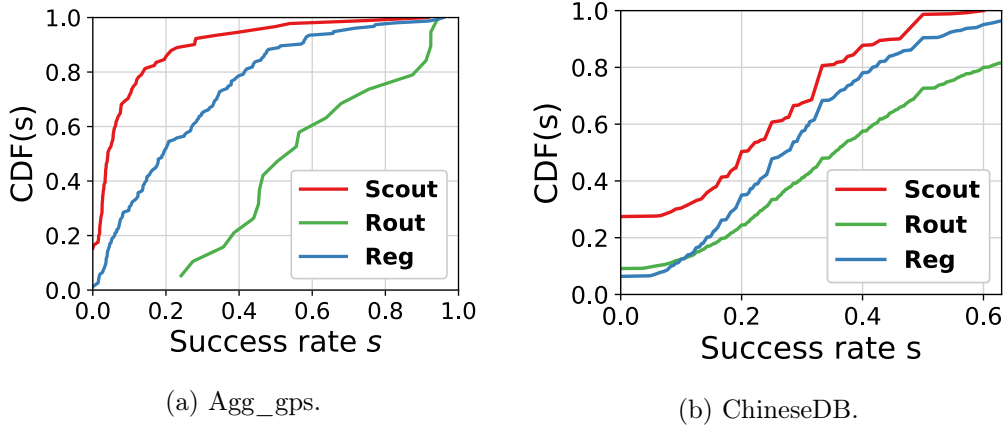 CDF(s)
1.0
0.8
0.6
0.4
0.2
0.0
Scout
Rout
Reg
0.0 0.2 0.4 0.6 0.8 1.0
Success rate s
(a) Agg_gps.
CDF(s)
1.0
0.8
0.6
0.4
0.2
0.0
Scout
Rout
Reg
0.0 0.2 0.4 0.6
Success rate s
(b) ChineseDB.